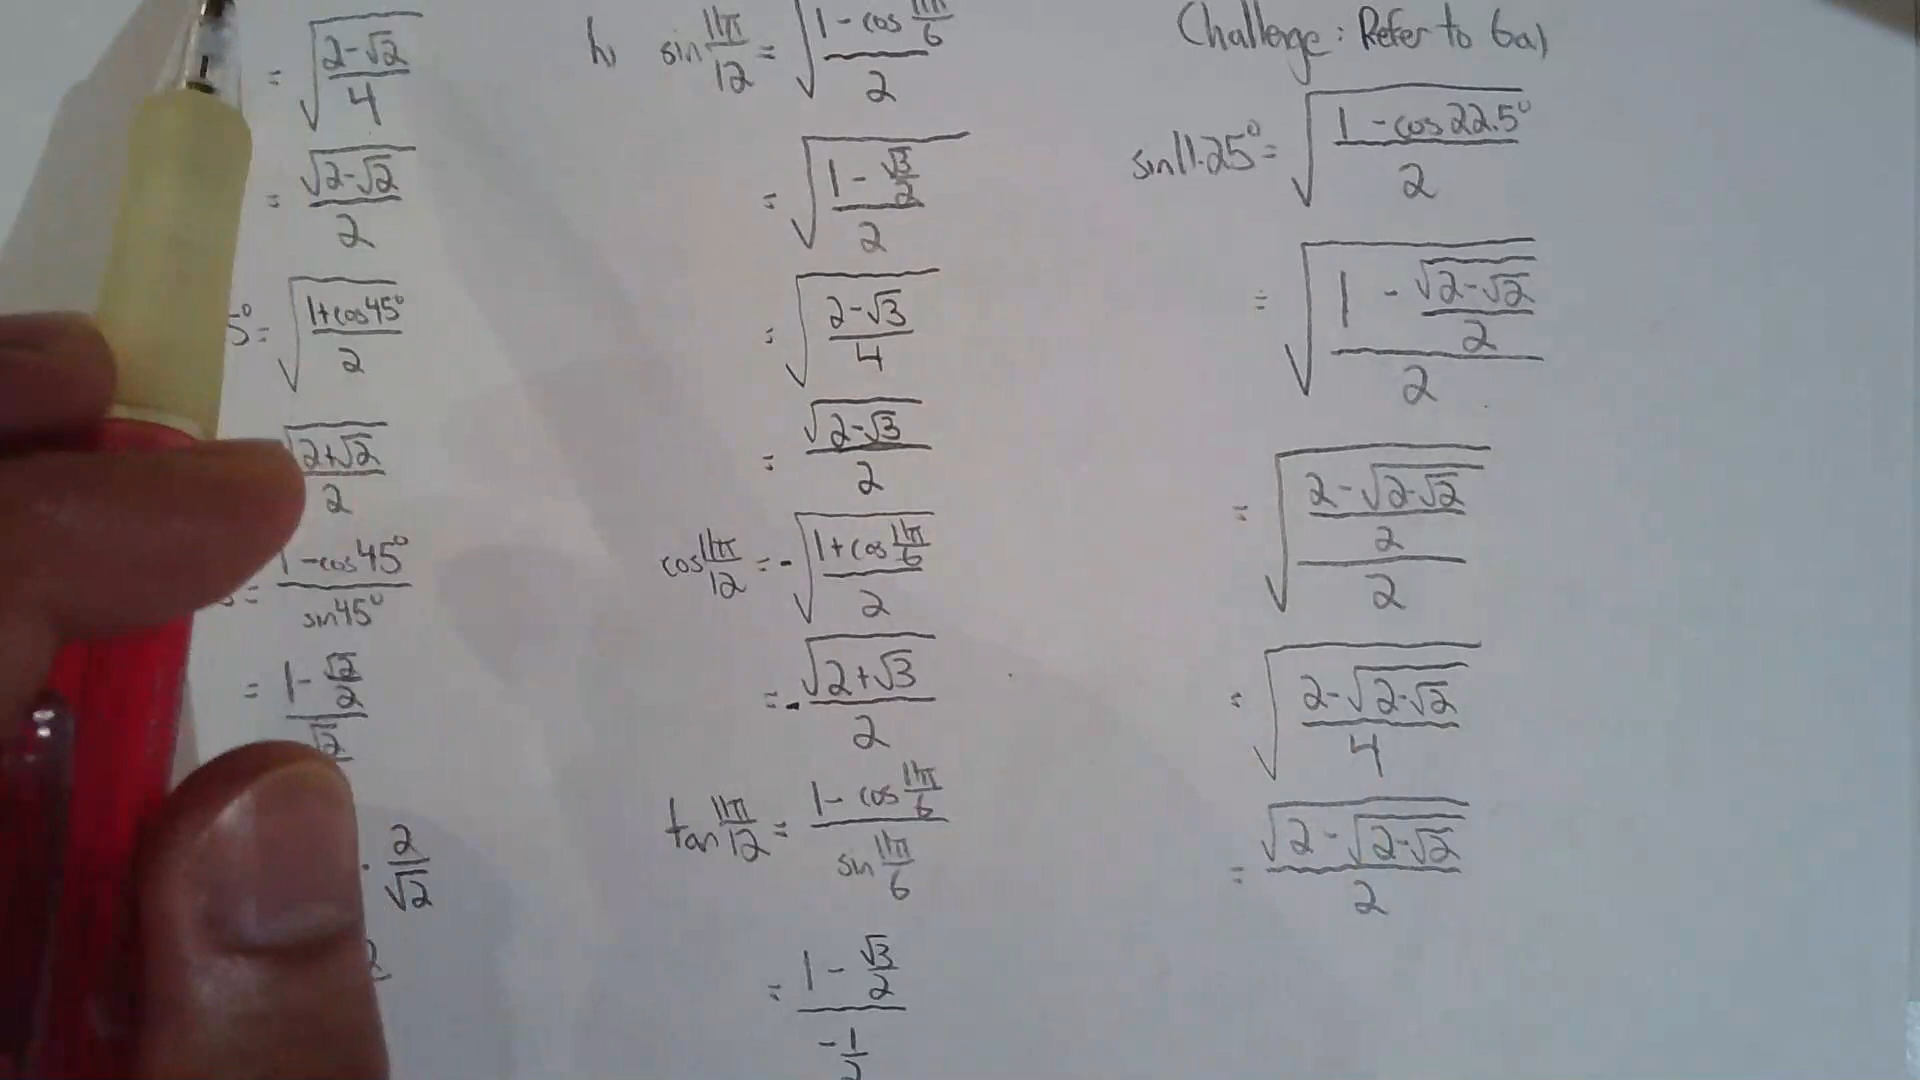 = √((2-√2)/4)
= √(2-√2)/2
5° = √((1+cos45°)/2)
√(2+√2)/2
= (1-cos45°)/sin45°
= (1-√2/2)/(√2/2)
· 2/√2
h) sin 11π/12 = √((1-cos 11π/6)/2)
= √((1-√3/2)/2)
= √((2-√3)/4)
= √(2-√3)/2
cos 11π/12 = -√((1+cos 11π/6)/2)
= -√(2+√3)/2
tan 11π/12 = (1-cos 11π/6)/(sin 11π/6)
= (1-√3/2)/(-1/2)
Challenge: Refer to 6a)
sin11.25° = √((1-cos22.5°)/2)
= √((1-√(2-√2)/2)/2)
= √(((2-√(2-√2))/2)/2)
= √((2-√(2-√2))/4)
= √(2-√(2-√2))/2